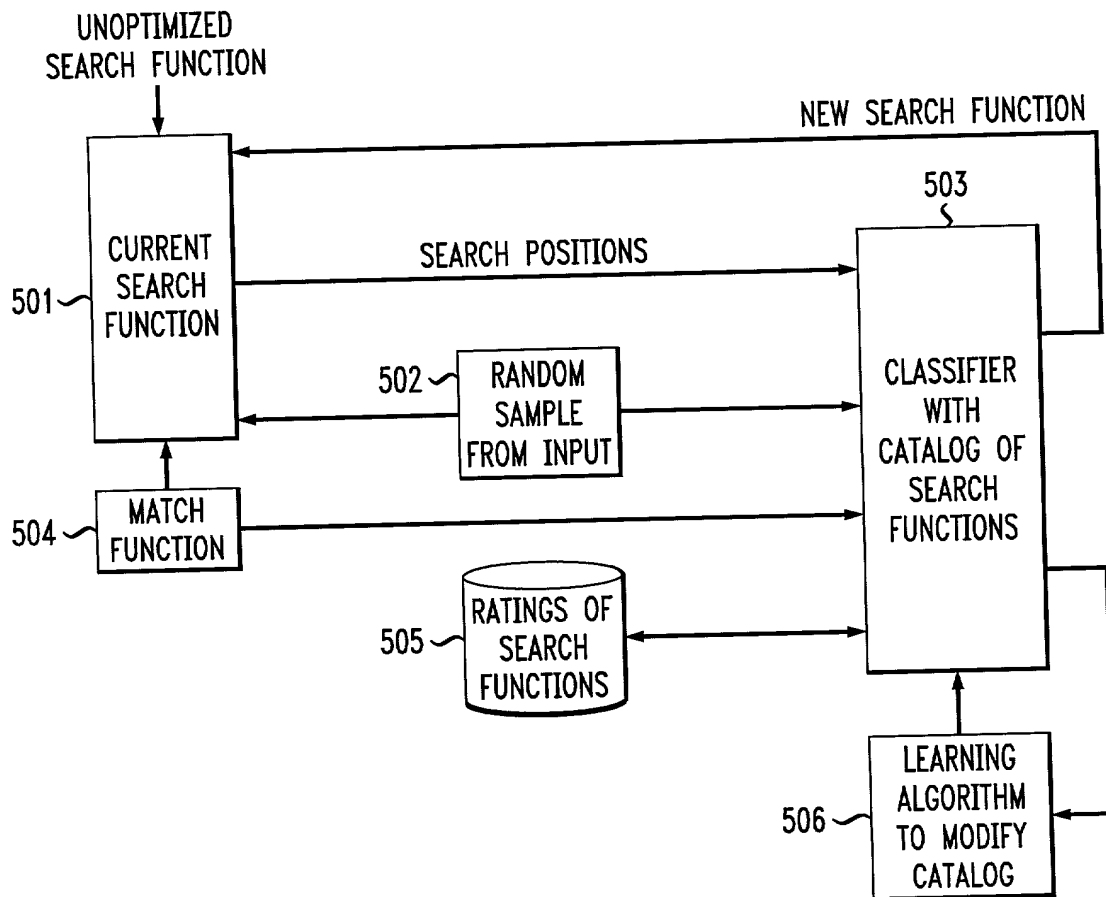 UNOPTIMIZED
SEARCH FUNCTION
NEW SEARCH FUNCTION
503
CURRENT
SEARCH
FUNCTION
501
SEARCH POSITIONS
502
RANDOM
SAMPLE
FROM INPUT
CLASSIFIER
WITH
CATALOG OF
SEARCH
FUNCTIONS
504
MATCH
FUNCTION
505
RATINGS OF
SEARCH
FUNCTIONS
506
LEARNING
ALGORITHM
TO MODIFY
CATALOG